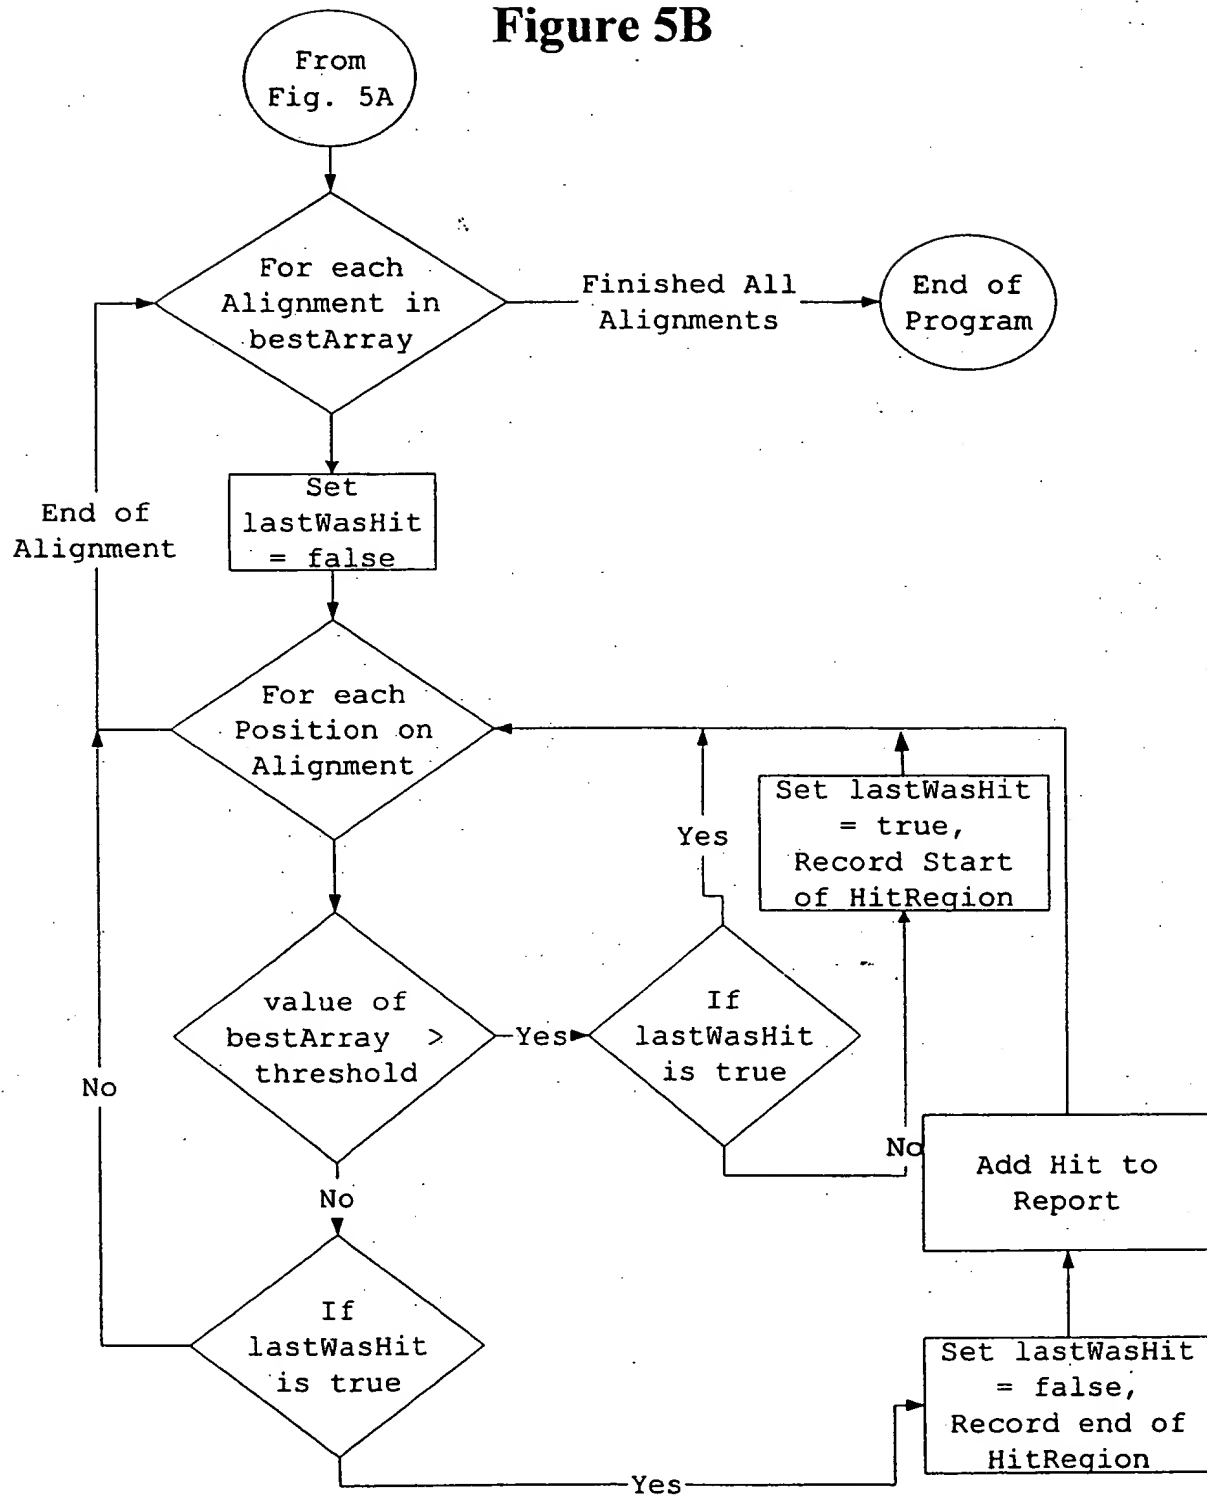 Figure 5B
From
Fig. 5A
For each
Alignment in
bestArray
Finished All
Alignments
End of
Program
Set
lastWasHit
= false
End of
Alignment
For each
Position on
Alignment
Yes
Set lastWasHit
= true,
Record Start
of HitRegion
value of
bestArray >
threshold
Yes
If
lastWasHit
is true
No
No
Add Hit to
Report
No
If
lastWasHit
is true
Set lastWasHit
= false,
Record end of
HitRegion
Yes